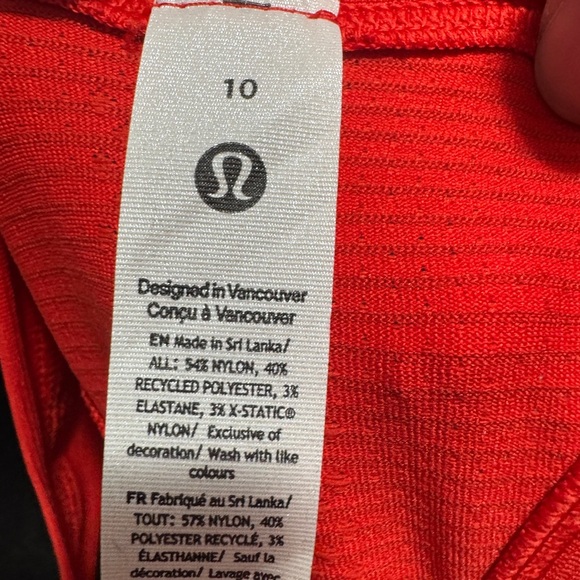 10
Designed in Vancouver
Conçu à Vancouver
EN Made in Sri Lanka/
ALL: 54% NYLON, 40%
RECYCLED POLYESTER, 3%
ELASTANE, 3% X-STATIC®
NYLON/ Exclusive of
decoration/ Wash with like
colours
FR Fabriqué au Sri Lanka/
TOUT: 57% NYLON, 40%
POLYESTER RECYCLÉ, 3%
ÉLASTHANNE/ Sauf la
décoration/ Lavage avec